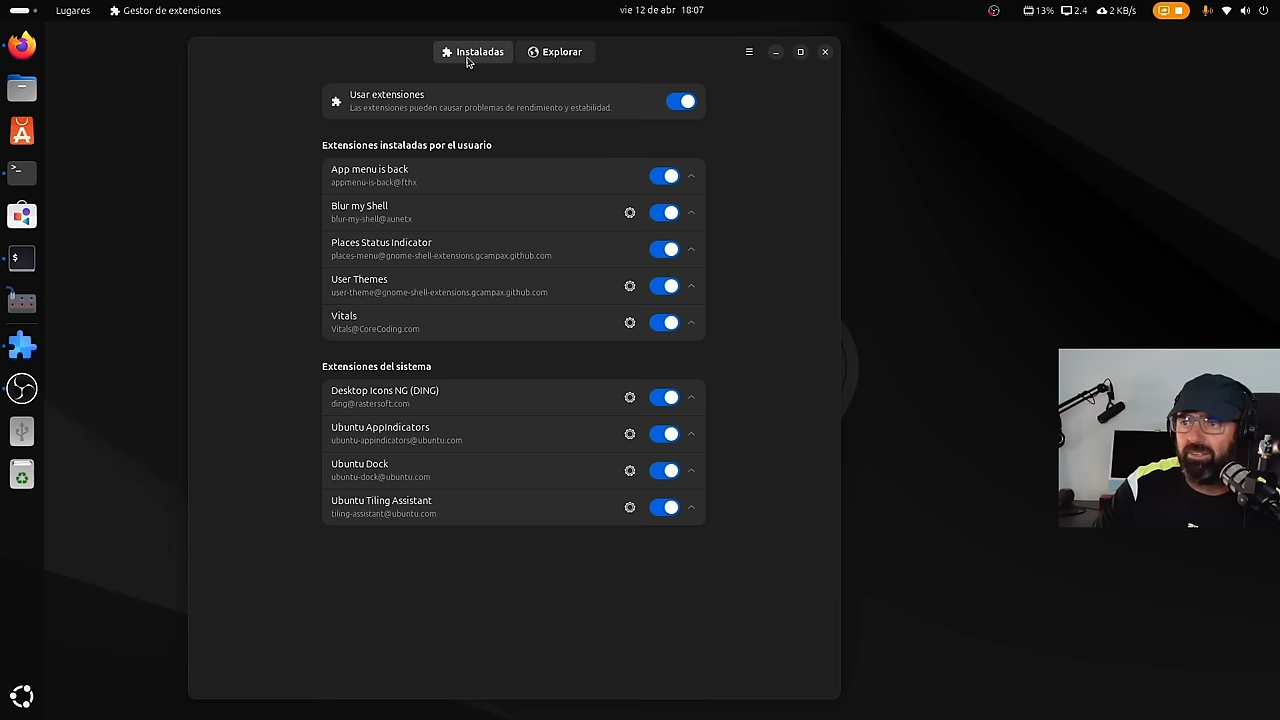 Lugares
Gestor de extensiones
vie 12 de abr 18:07
13%
2.4
2 KB/s
Instaladas
Explorar
Usar extensiones
Las extensiones pueden causar problemas de rendimiento y estabilidad.
Extensiones instaladas por el usuario
App menu is back
appmenu-is-back@fthx
Blur my Shell
blur-my-shell@aunetx
Places Status Indicator
places-menu@gnome-shell-extensions.gcampax.github.com
User Themes
user-theme@gnome-shell-extensions.gcampax.github.com
Vitals
Vitals@CoreCoding.com
Extensiones del sistema
Desktop Icons NG (DING)
ding@rastersoft.com
Ubuntu AppIndicators
ubuntu-appindicators@ubuntu.com
Ubuntu Dock
ubuntu-dock@ubuntu.com
Ubuntu Tiling Assistant
tiling-assistant@ubuntu.com